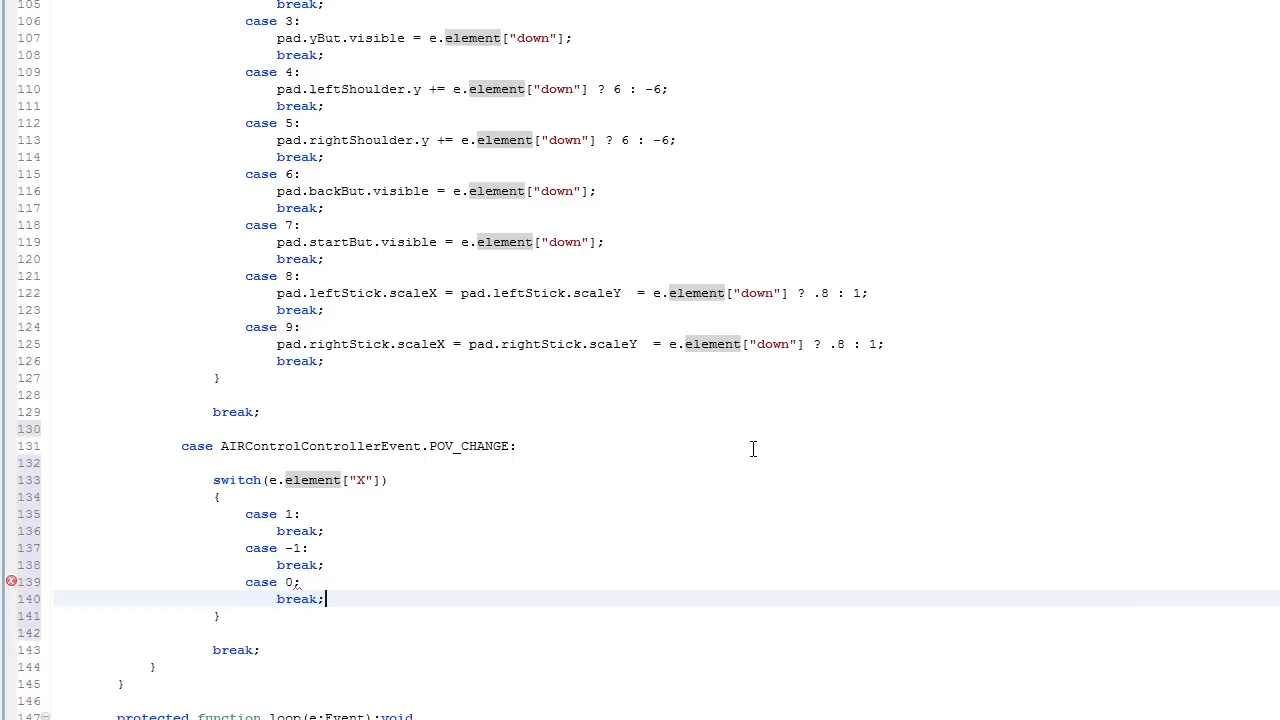 105 break;
106 case 3:
107 pad.yBut.visible = e.element["down"];
108 break;
109 case 4:
110 pad.leftShoulder.y += e.element["down"] ? 6 : -6;
111 break;
112 case 5:
113 pad.rightShoulder.y += e.element["down"] ? 6 : -6;
114 break;
115 case 6:
116 pad.backBut.visible = e.element["down"];
117 break;
118 case 7:
119 pad.startBut.visible = e.element["down"];
120 break;
121 case 8:
122 pad.leftStick.scaleX = pad.leftStick.scaleY  = e.element["down"] ? .8 : 1;
123 break;
124 case 9:
125 pad.rightStick.scaleX = pad.rightStick.scaleY  = e.element["down"] ? .8 : 1;
126 break;
127 }
128
129 break;
130
131 case AIRControlControllerEvent.POV_CHANGE:
132
133 switch(e.element["X"])
134 {
135 case 1:
136 break;
137 case -1:
138 break;
139 case 0;
140 break;
141 }
142
143 break;
144 }
145 }
146
147 protected function loop(e:Event):void